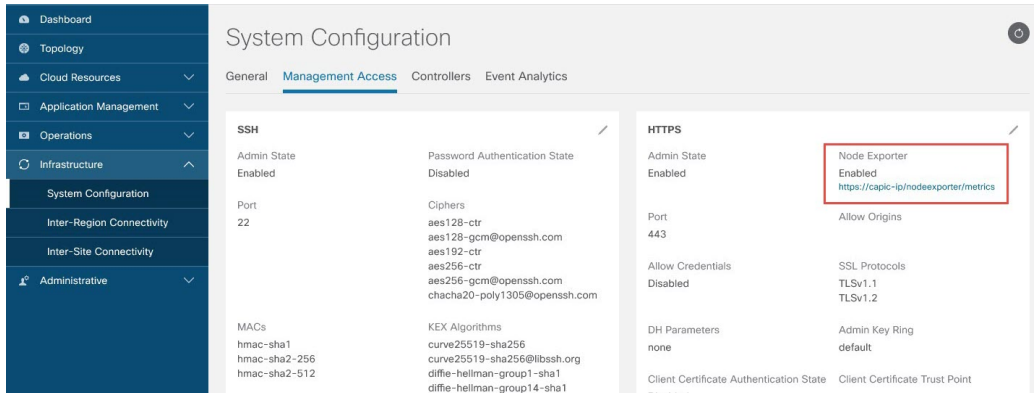 Dashboard
Topology
Cloud Resources
Application Management
Operations
Infrastructure
System Configuration
Inter-Region Connectivity
Inter-Site Connectivity
Administrative
System Configuration
General Management Access Controllers Event Analytics
SSH
Admin State Password Authentication State
Enabled Disabled
Port Ciphers
22 aes128-ctr
aes128-gcm@openssh.com
aes192-ctr
aes256-ctr
aes256-gcm@openssh.com
chacha20-poly1305@openssh.com
MACs KEX Algorithms
hmac-sha1 curve25519-sha256
hmac-sha2-256 curve25519-sha256@libssh.org
hmac-sha2-512 diffie-hellman-group1-sha1
diffie-hellman-group14-sha1
HTTPS
Admin State Node Exporter
Enabled Enabled
https://capic-ip/nodeexporter/metrics
Port Allow Origins
443
Allow Credentials SSL Protocols
Disabled TLSv1.1
TLSv1.2
DH Parameters Admin Key Ring
none default
Client Certificate Authentication State Client Certificate Trust Point